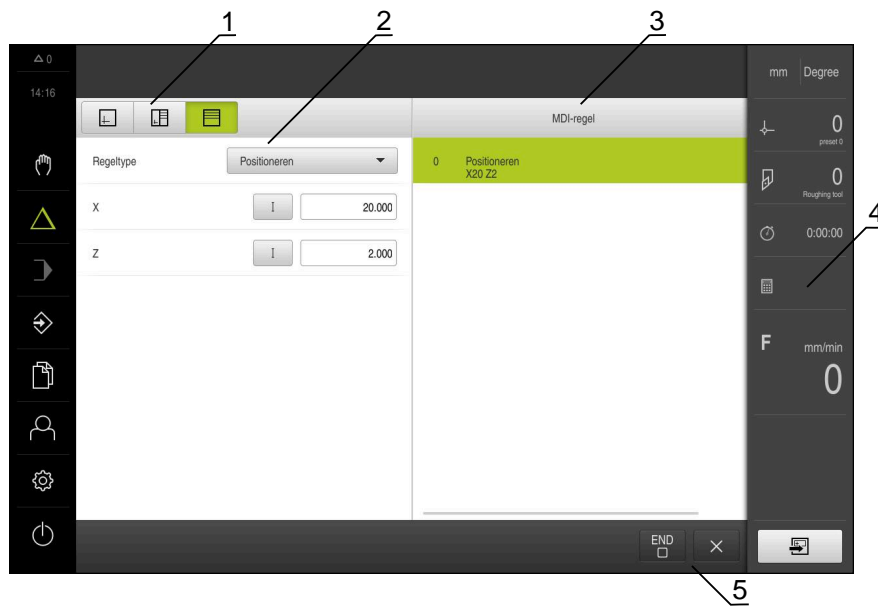 1
2
3
0
14:16
mm Degree
MDI-regel
0
preset 0
Regeltype Positioneren
0 Positioneren
X20 Z2
0
Roughing tool
X I 20.000
4
0:00:00
Z I 2.000
F mm/min
0
END
5